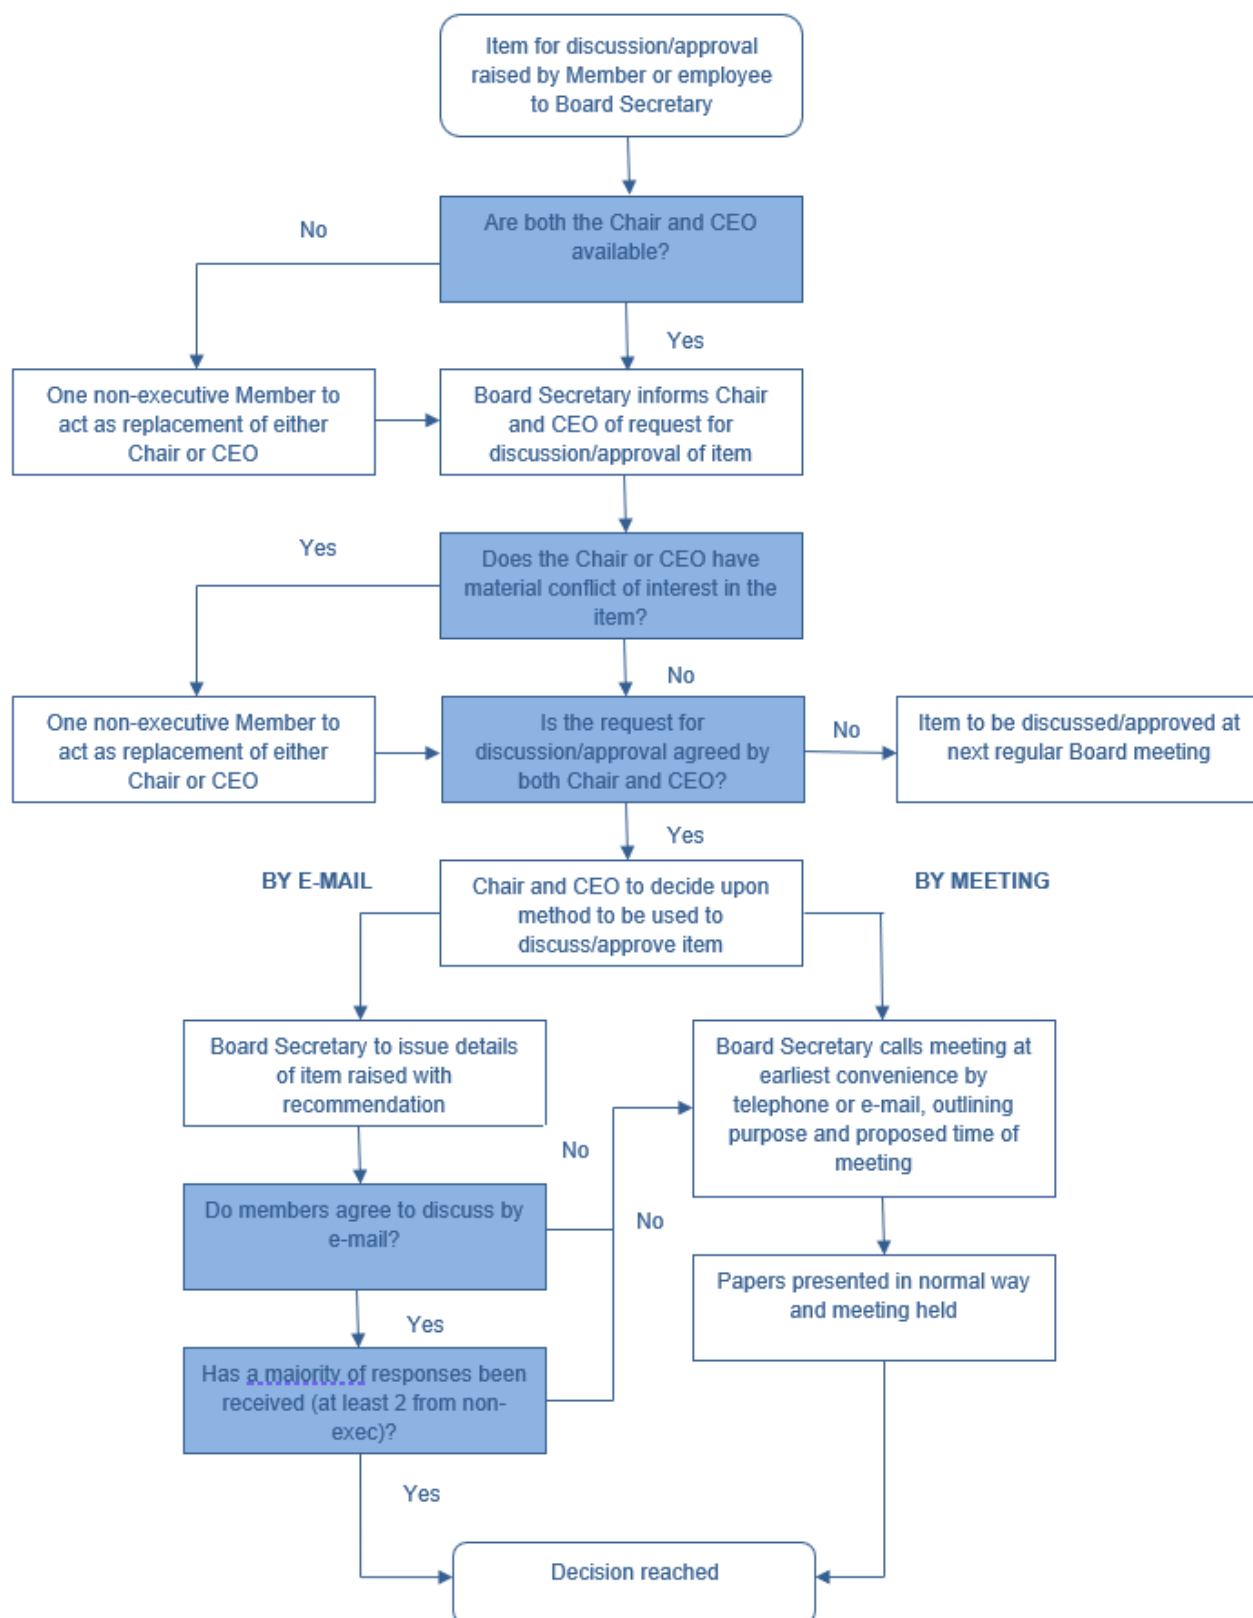 Item for discussion/approval
raised by Member or employee
to Board Secretary
Are both the Chair and CEO
available?
No
Yes
One non-executive Member to
act as replacement of either
Chair or CEO
Board Secretary informs Chair
and CEO of request for
discussion/approval of item
Yes
Does the Chair or CEO have
material conflict of interest in the
item?
No
One non-executive Member to
act as replacement of either
Chair or CEO
Is the request for
discussion/approval agreed by
both Chair and CEO?
No
Item to be discussed/approved at
next regular Board meeting
Yes
BY E-MAIL
Chair and CEO to decide upon
method to be used to
discuss/approve item
BY MEETING
Board Secretary to issue details
of item raised with
recommendation
Board Secretary calls meeting at
earliest convenience by
telephone or e-mail, outlining
purpose and proposed time of
meeting
No
Do members agree to discuss by
e-mail?
No
Papers presented in normal way
and meeting held
Yes
Has a majority of responses been
received (at least 2 from non-
exec)?
Yes
Decision reached